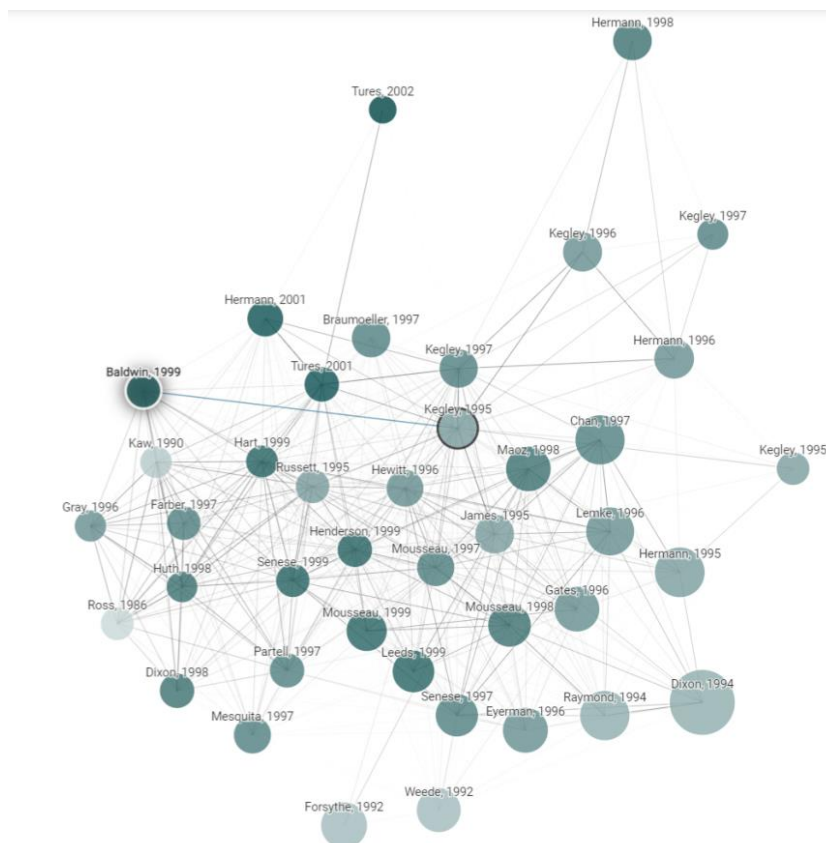 Hermann, 1998
Tures, 2002
Kegley, 1997
Kegley, 1996
Hermann, 2001
Braumoeller, 1997
Hermann, 1996
Kegley, 1997
Tures, 2001
Baldwin, 1999
Kegley, 1995
Chan, 1997
Kaw, 1990
Hart, 1999
Maoz, 1998
Kegley, 1995
Russett, 1995
Hewitt, 1996
Gray, 1996
Farber, 1997
James, 1995
Lemke, 1996
Henderson, 1999
Mousseau, 1997
Hermann, 1995
Huth, 1998
Senese, 1999
Gates, 1996
Ross, 1986
Mousseau, 1999
Mousseau, 1998
Partell, 1997
Leeds, 1999
Dixon, 1998
Dixon, 1994
Senese, 1997
Raymond, 1994
Mesquita, 1997
Eyerman, 1996
Weede, 1992
Forsythe, 1992